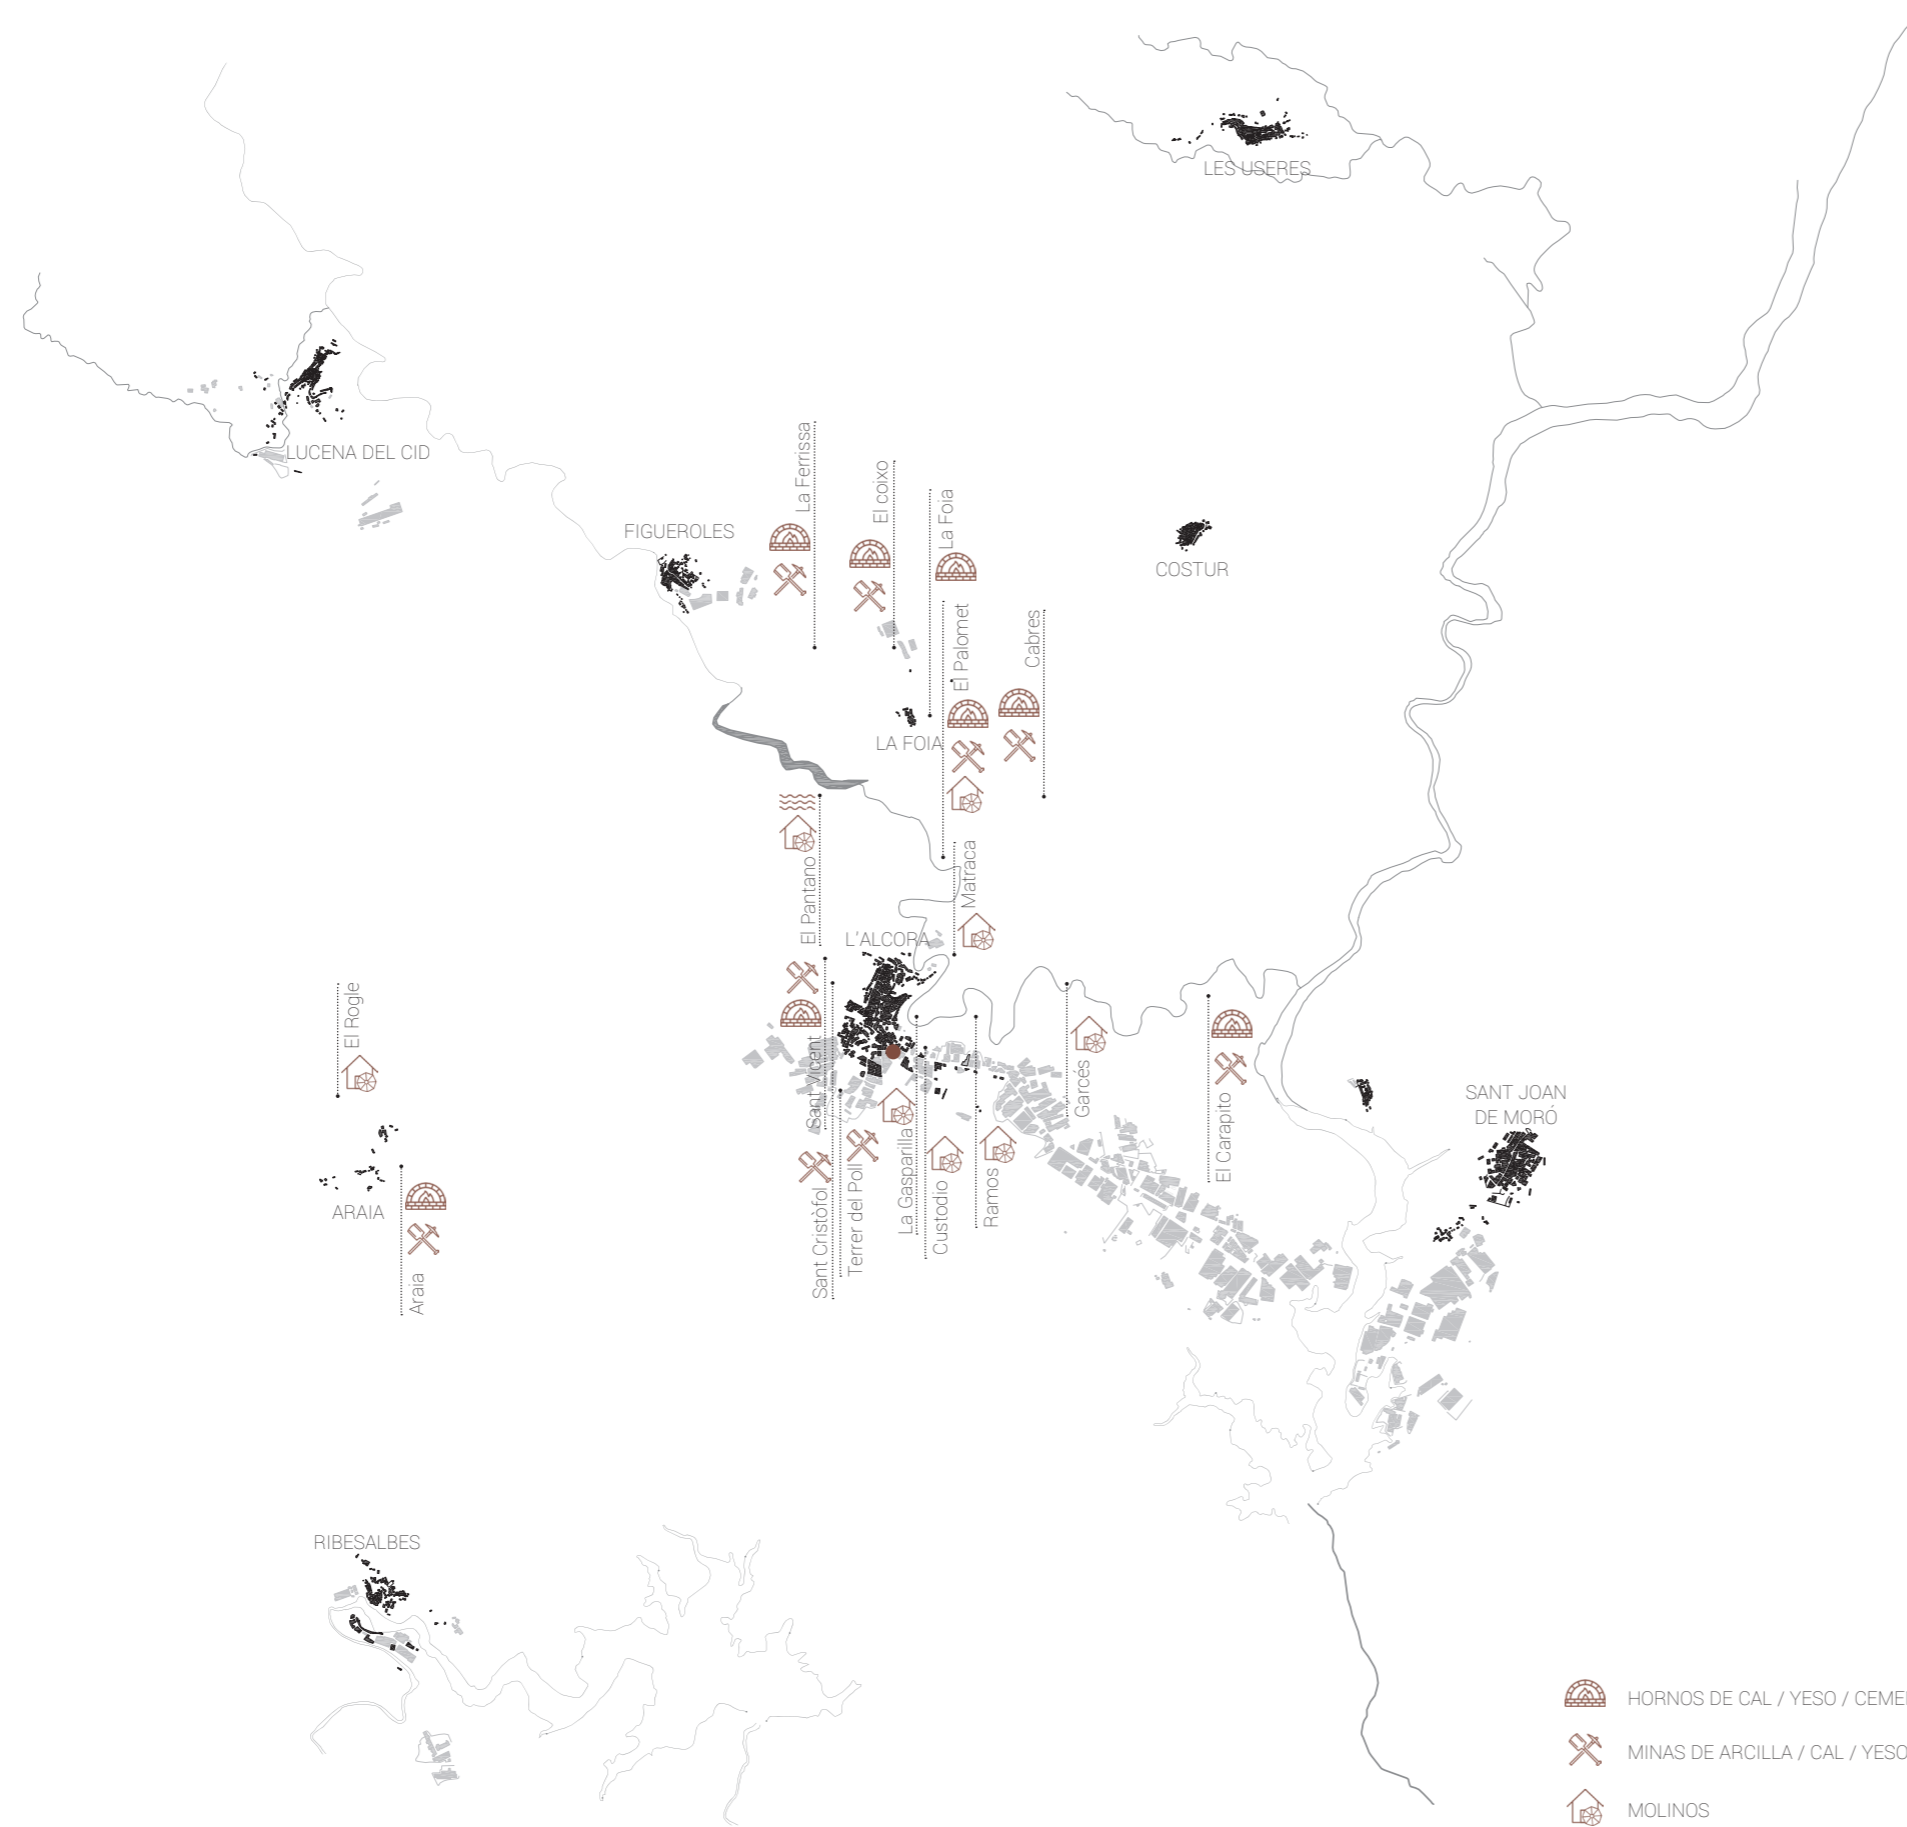 LES USERES
LUCENA DEL CID
La Ferrissa
El coixo
La Foia
FIGUEROLES
COSTUR
El Palomet
Cabres
LA FOIA
El Pantano
Matraca
L'ALCORA
El Rogle
Sant Vicent
Garcés
El Carapito
SANT JOAN
DE MORÓ
ARAIA
Araia
Sant Cristòfol
Terrer del Poll
La Gasparilla
Custodio
Ramos
RIBESALBES
HORNOS DE CAL / YESO /
MINAS DE ARCILLA / CAL / YESO
MOLINOS